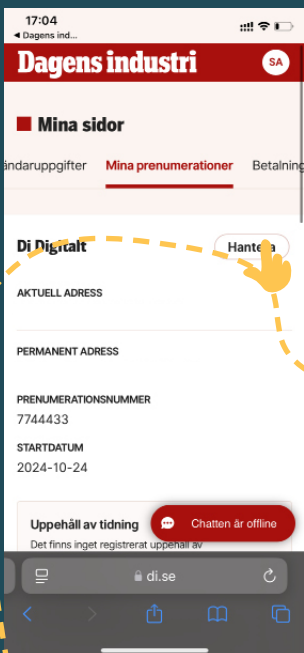 17:04
◀ Dagens ind...
Dagens industri
SA
Mina sidor
ändaruppgifter Mina prenumerationer Betalning
Di Digitalt
Hantera
AKTUELL ADRESS
PERMANENT ADRESS
PRENUMERATIONSNUMMER
7744433
STARTDATUM
2024-10-24
Uppehåll av tidning
Chatten är offline
Det finns inget registrerat uppehåll av
di.se